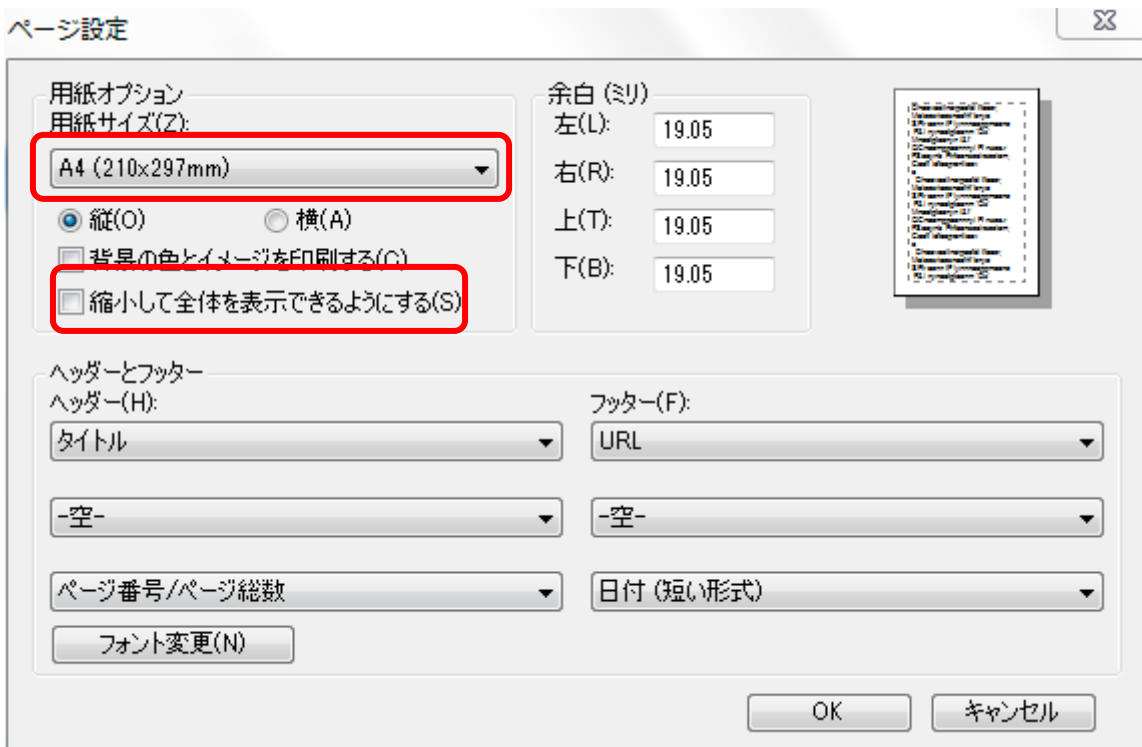 ページ設定
用紙オプション
用紙サイズ(Z):
A4 (210x297mm)
縦(O)
横(A)
背景の色とイメージを印刷する(C)
縮小して全体を表示できるようにする(S)
余白 (ミリ)
左(L):
19.05
右(R):
19.05
上(T):
19.05
下(B):
19.05
ヘッダーとフッター
ヘッダー(H):
タイトル
-空-
ページ番号/ページ総数
フッター(F):
URL
-空-
日付 (短い形式)
フォント変更(N)
OK
キャンセル